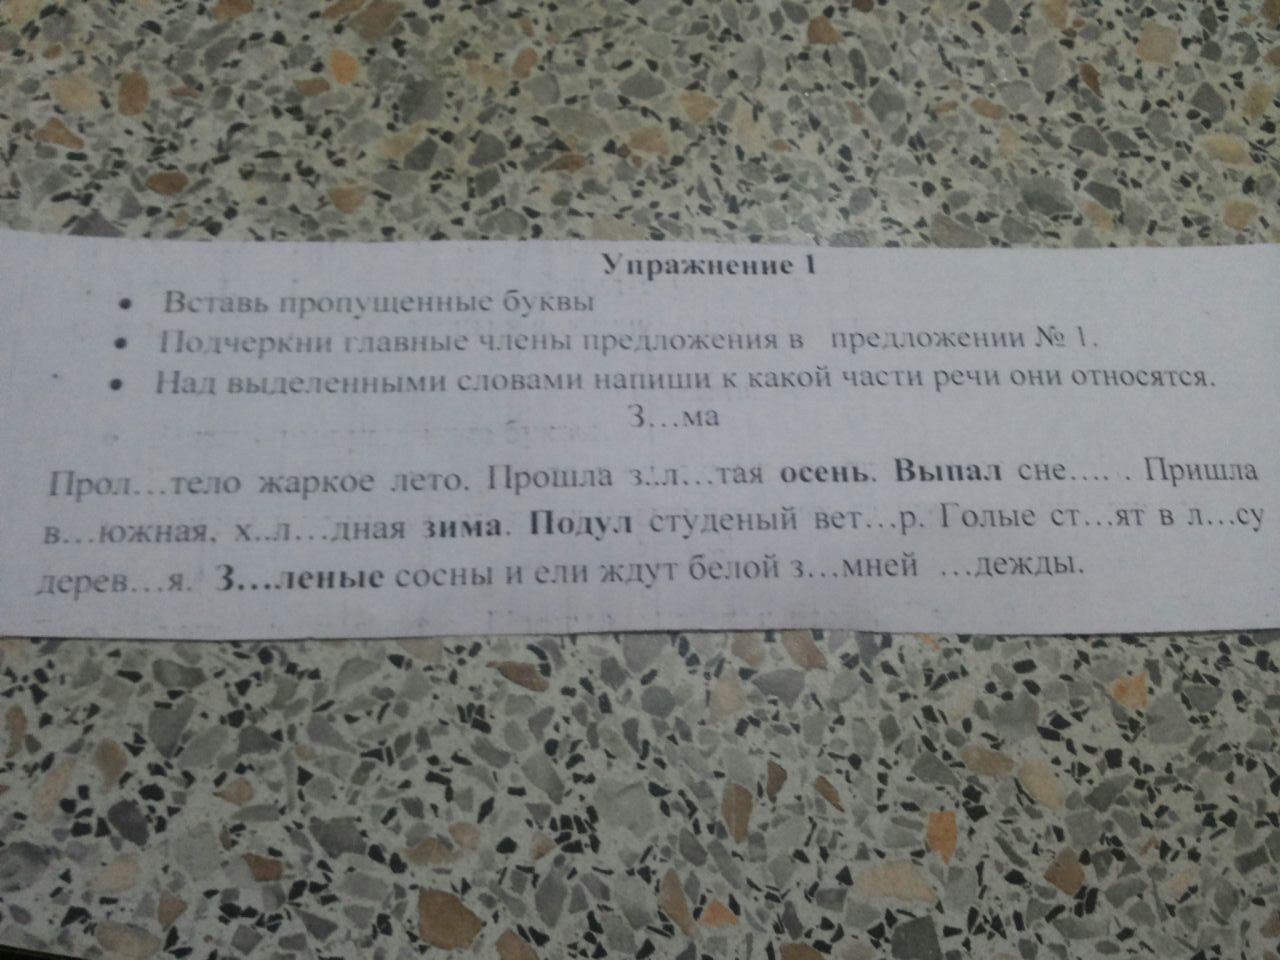 Упражнение 1
• Вставь пропущенные буквы
• Подчеркни главные члены предложения в предложении № 1.
• Над выделенными словами напиши к какой части речи они относятся.
З…ма
Прол…тело жаркое лето. Прошла з…л…тая осень. Выпал сне…. . Пришла
в…южная, х..л…дная зима. Подул студеный вет…р. Голые ст…ят в л…су
дерев…я. З….леные сосны и ели ждут белой з…мней …дежды.